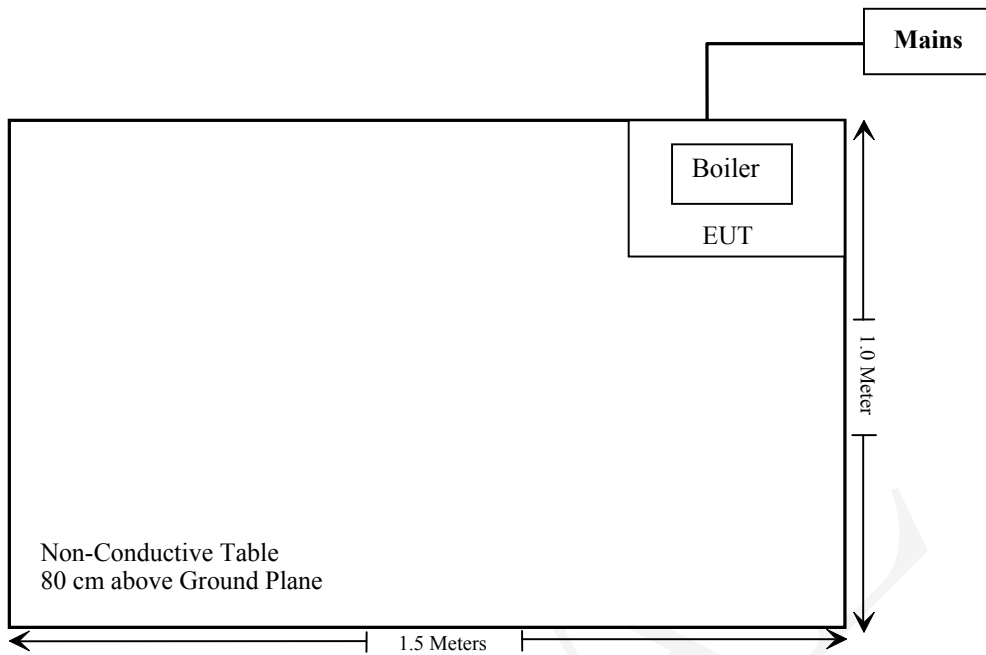 Mains
Boiler
EUT
1.0 Meter
Non-Conductive Table
80 cm above Ground Plane
1.5 Meters